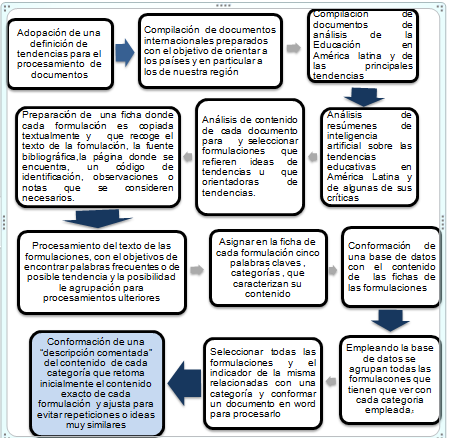 Adopación de una
definición de
tendencias para el
procesamiento de
documentos
Compilación de documentos
internacionales preparados
con el objetivo de orientar a
los países y en particular a
los de nuestra región
Compilación de
documentos de
análisis de la
Educación en
América latina y de
las principales
tendencias
Análisis de
resúmenes de
inteligencia
artificial sobre las
tendencias
educativas en
América Latina y
de algunas de sus
críticas
Análisis de contenido
de cada documento
para y seleccionar
formulaciones que
refieren ideas de
tendencias u que
orientadoras de
tendencias.
Preparación de una ficha donde
cada formulación es copiada
textualmente y que recoge el
texto de la fomulación, la fuente
bibliográfica,la página donde se
encuentra, un código de
identificación, observaciones o
notas que se consideren
necesarios.
Procesamiento del texto de las
formulaciones, con el objetivos de
encontrar palabras frecuentes o de
posible tendencia y la posibilidad
le agrupación para
procesamientos ulteriores
Asignar en la ficha de
cada formulación cinco
palabras claves ,
categorías , que
caracterizan su
contenido
Conformación de
una base de datos
con el contenido
de las fichas de
las formulaciones
Empleando la base
de datos se
agrupan todas las
formulacones que
tienen que ver con
cada categoria
empleada;
Seleccionar todas las
formulaciones y el
indicador de la misma
relacionadas con una
categoría y conformar
un documento en word
para procesarlo
Conformación de una
“descripción comentada”
del contenido de cada
categoría que retoma
inicialmente el contenido
exacto de cada
formulación y ajusta para
evitar repeticiones o ideas
muy similares